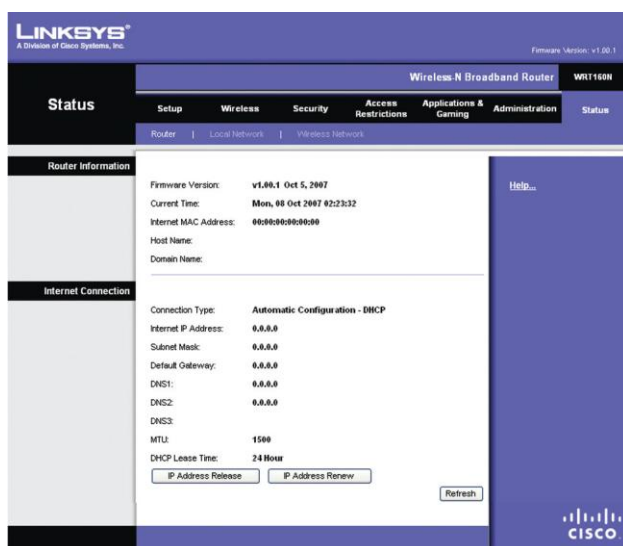 LINKSYS®
A Division of Cisco Systems, Inc.
Firmware Version: v1.00.1
Wireless-N Broadband Router WRT160N
Status
Setup Wireless Security Access Restrictions Applications & Gaming Administration Status
Router | Local Network | Wireless Network
Router Information
Firmware Version: v1.00.1 Oct 5, 2007
Help...
Current Time: Mon, 08 Oct 2007 02:23:32
Internet MAC Address: 00:00:00:00:00:00
Host Name:
Domain Name:
Internet Connection
Connection Type: Automatic Configuration - DHCP
Internet IP Address: 0.0.0.0
Subnet Mask: 0.0.0.0
Default Gateway: 0.0.0.0
DNS1: 0.0.0.0
DNS2: 0.0.0.0
DNS3:
MTU: 1500
DHCP Lease Time: 24 Hour
IP Address Release IP Address Renew
Refresh
CISCO